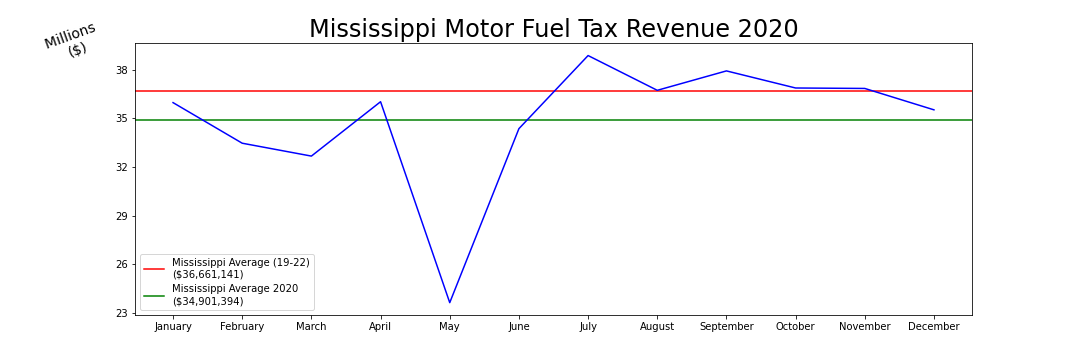 Mississippi Motor Fuel Tax Revenue 2020
Millions
($)
38
35
32
29
26
23
Mississippi Average (19-22)
($36,661,141)
Mississippi Average 2020
($34,901,394)
January February March April May June July August September October November December